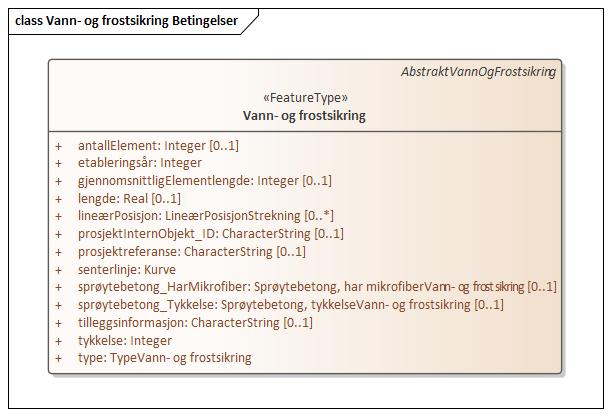 class Vann- og frostsikring Betingelser
AbstraktVannOgFrostsikring
«FeatureType»
Vann- og frostsikring
+ antallElement: Integer [0..1]
+ etableringsår: Integer
+ gjennomsnittligElementlengde: Integer [0..1]
+ lengde: Real [0..1]
+ lineærPosisjon: LineærPosisjonStrekning [0..*]
+ prosjektInternObjekt_ID: CharacterString [0..1]
+ prosjektreferanse: CharacterString [0..1]
+ senterlinje: Kurve
+ sprøytebetong_HarMikrofiber: Sprøytebetong, har mikrofiberVann- og frostsikring [0..1]
+ sprøytebetong_Tykkelse: Sprøytebetong, tykkelseVann- og frostsikring [0..1]
+ tilleggsinformasjon: CharacterString [0..1]
+ tykkelse: Integer
+ type: TypeVann- og frostsikring